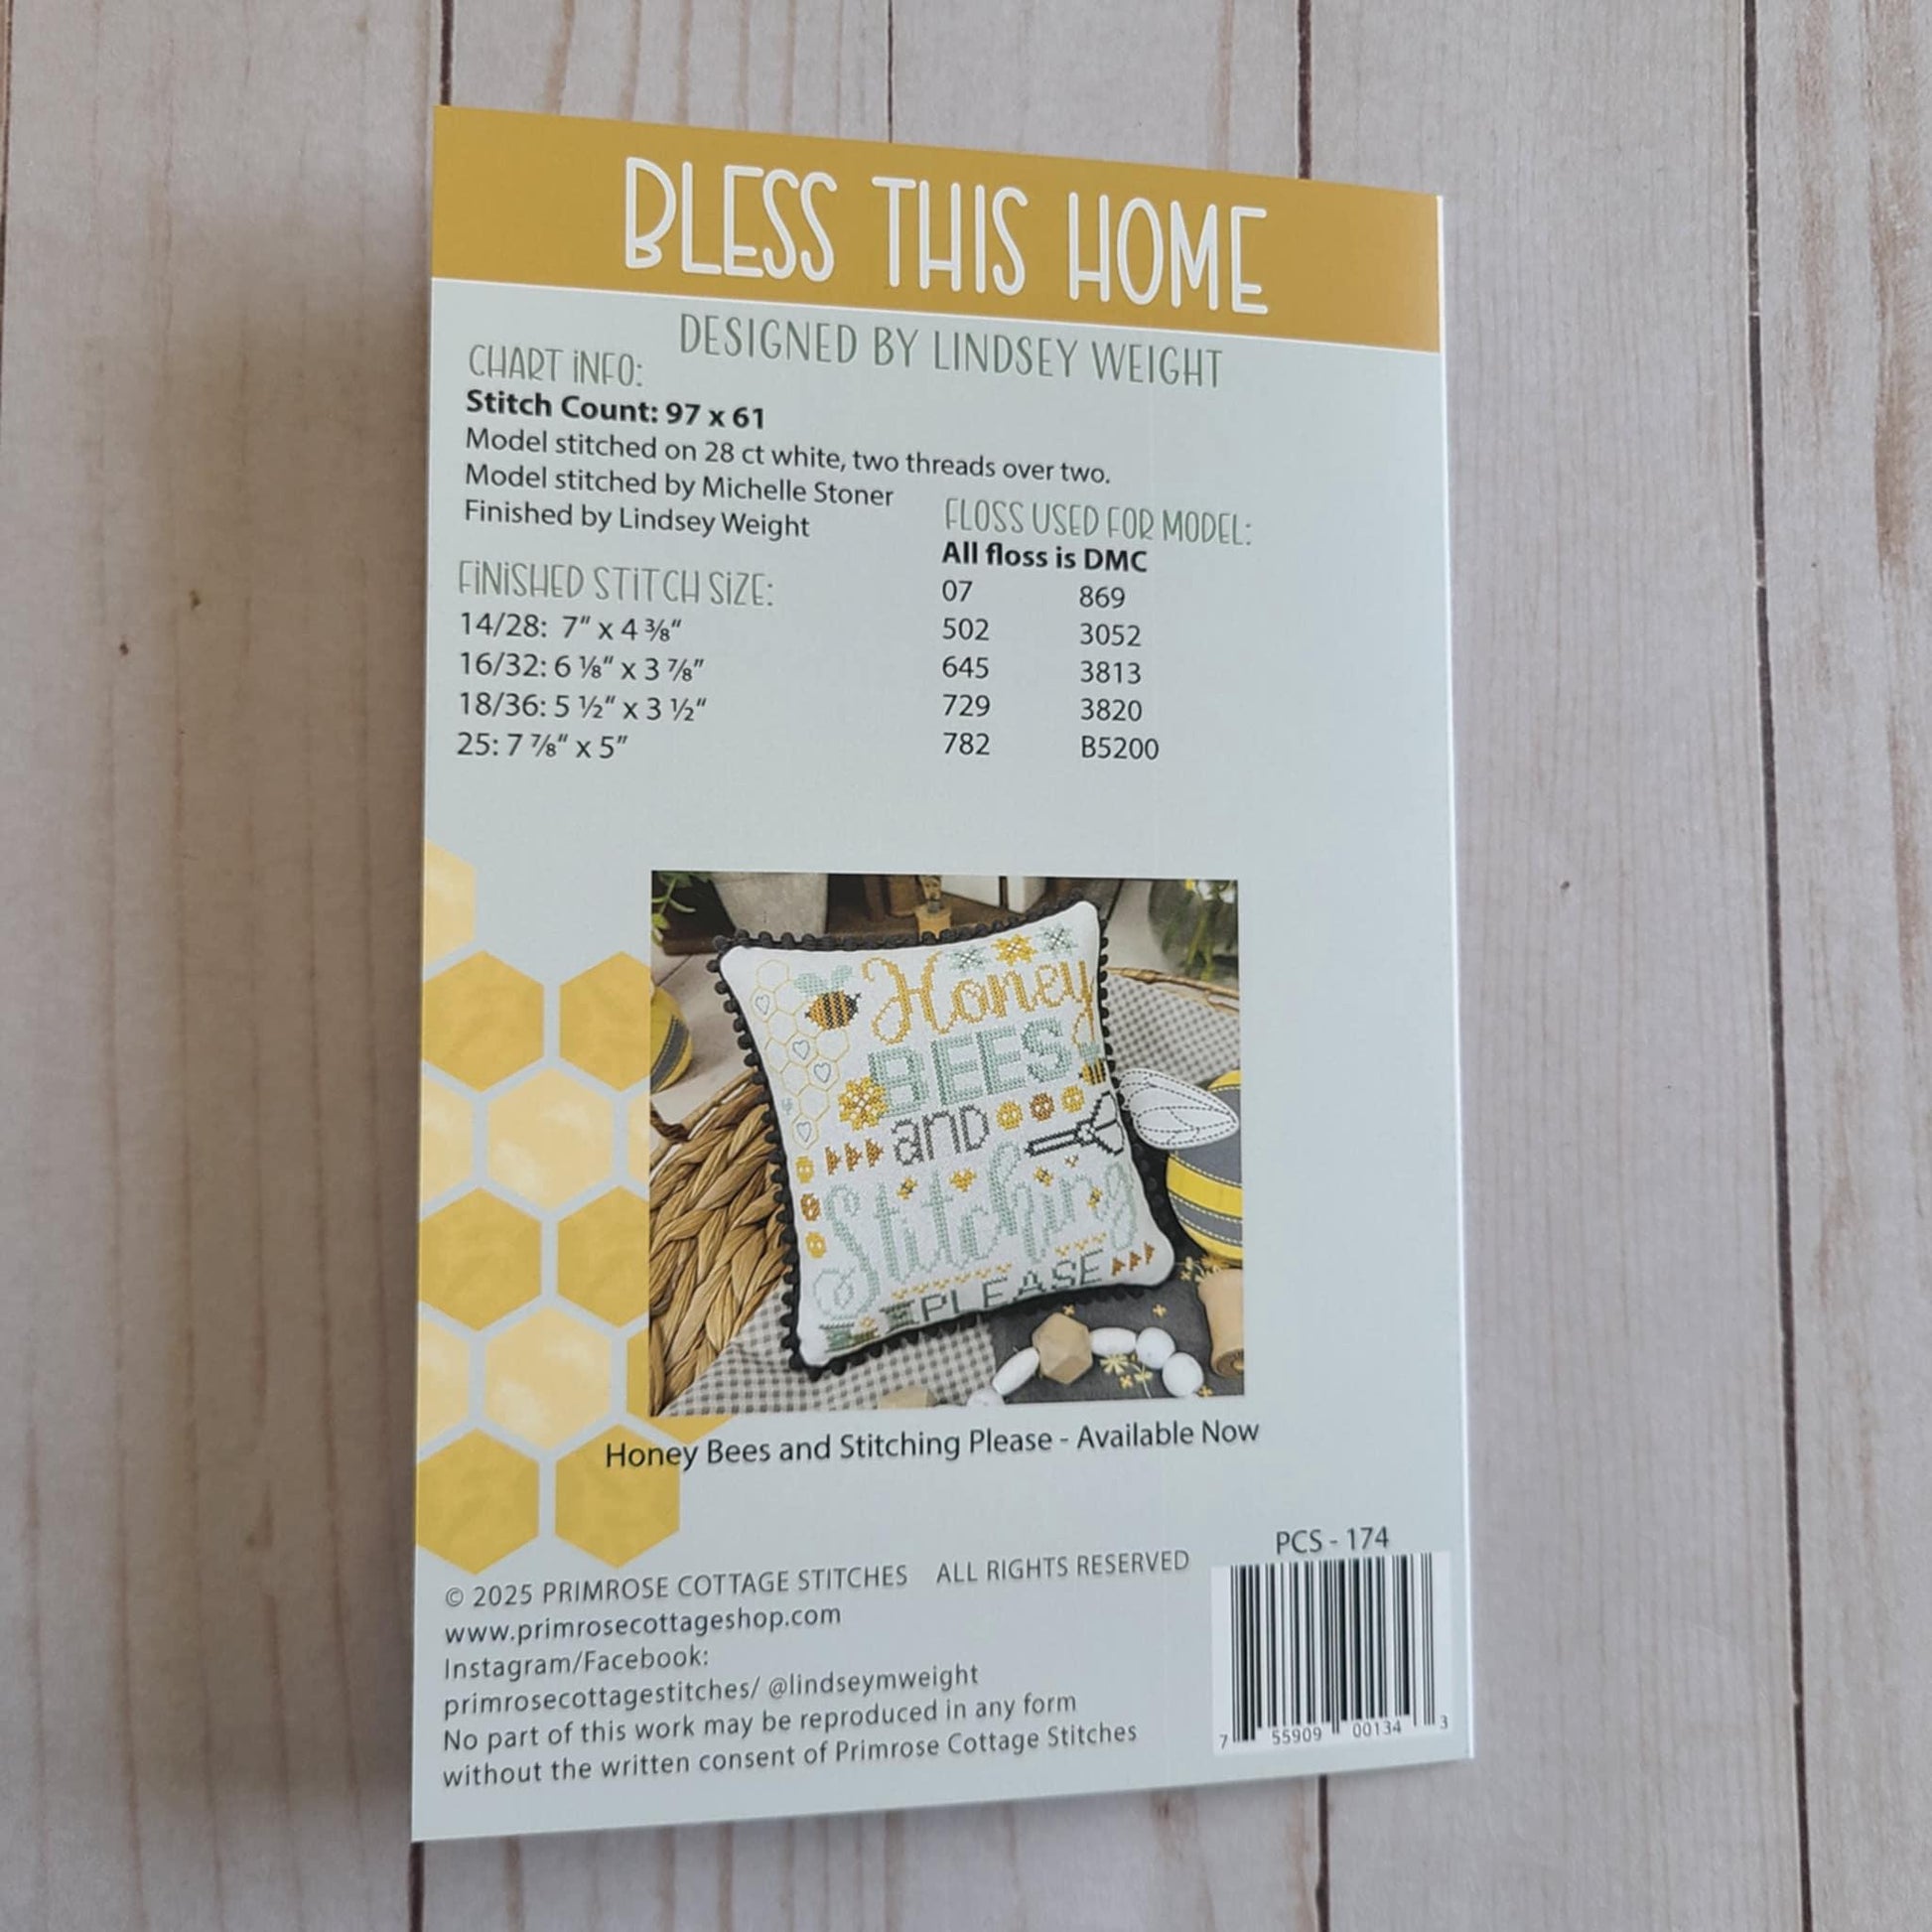 BLESS THIS HOME
DESIGNED BY LINDSEY WEIGHT
CHART INFO:
Stitch Count: 97 x 61
Model stitched on 28 ct white, two threads over two.
Model stitched by Michelle Stoner
Finished by Lindsey Weight
FINISHED STITCH SIZE:
14/28: 7" x 4 ⅜"
16/32: 6 ⅛" x 3 ⅞"
18/36: 5 ½" x 3 ½"
25: 7 ⅞" x 5"
FLOSS USED FOR MODEL:
All floss is DMC
07 869
502 3052
645 3813
729 3820
782 B5200
Honey
BEES
and
Stitching
PLEASE
Honey Bees and Stitching Please - Available Now
PCS - 174
© 2025 PRIMROSE COTTAGE STITCHES ALL RIGHTS RESERVED
www.primrosecottageshop.com
Instagram/Facebook:
primrosecottagestitches/ @lindseymweight
No part of this work may be reproduced in any form
without the written consent of Primrose Cottage Stitches
7 55909 00134 3